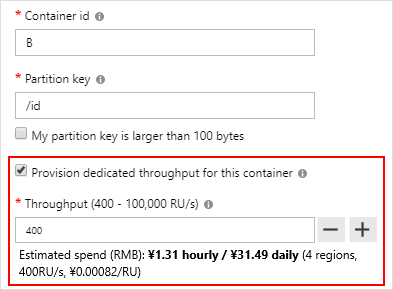 * Container id
B
* Partition key
/id
My partition key is larger than 100 bytes
Provision dedicated throughput for this container
* Throughput (400 - 100,000 RU/s)
400
Estimated spend (RMB): ¥1.31 hourly / ¥31.49 daily (4 regions,
400RU/s, ¥0.00082/RU)